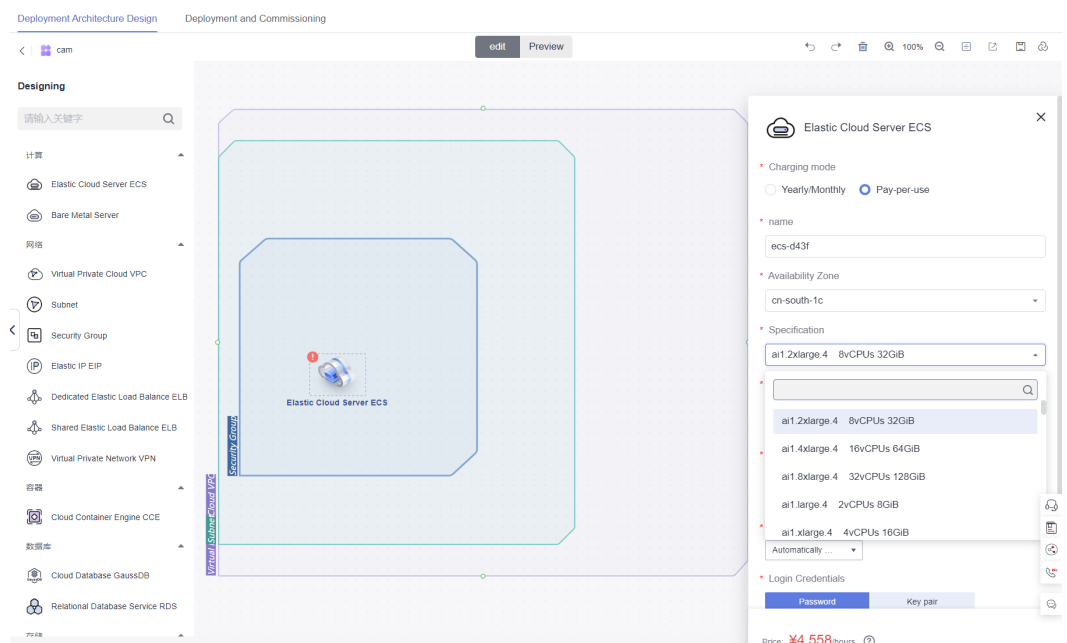 Deployment Architecture Design
Deployment and Commissioning
cam
edit
Preview
100%
Designing
请输入关键字
计算
Elastic Cloud Server ECS
Bare Metal Server
网络
Virtual Private Cloud VPC
Subnet
Security Group
Elastic IP EIP
Dedicated Elastic Load Balance ELB
Shared Elastic Load Balance ELB
Virtual Private Network VPN
容器
Cloud Container Engine CCE
数据库
Cloud Database GaussDB
Relational Database Service RDS
存储
Elastic Cloud Server ECS
Security Group
Subnet
Virtual
Cloud VPC
Elastic Cloud Server ECS
* Charging mode
Yearly/Monthly
Pay-per-use
* name
ecs-d43f
* Availability Zone
cn-south-1c
* Specification
ai1.2xlarge.4 8vCPUs 32GiB
ai1.2xlarge.4 8vCPUs 32GiB
ai1.4xlarge.4 16vCPUs 64GiB
ai1.8xlarge.4 32vCPUs 128GiB
ai1.large.4 2vCPUs 8GiB
ai1.xlarge.4 4vCPUs 16GiB
Automatically ...
* Login Credentials
Password
Key pair
Price: ¥4.558/hours